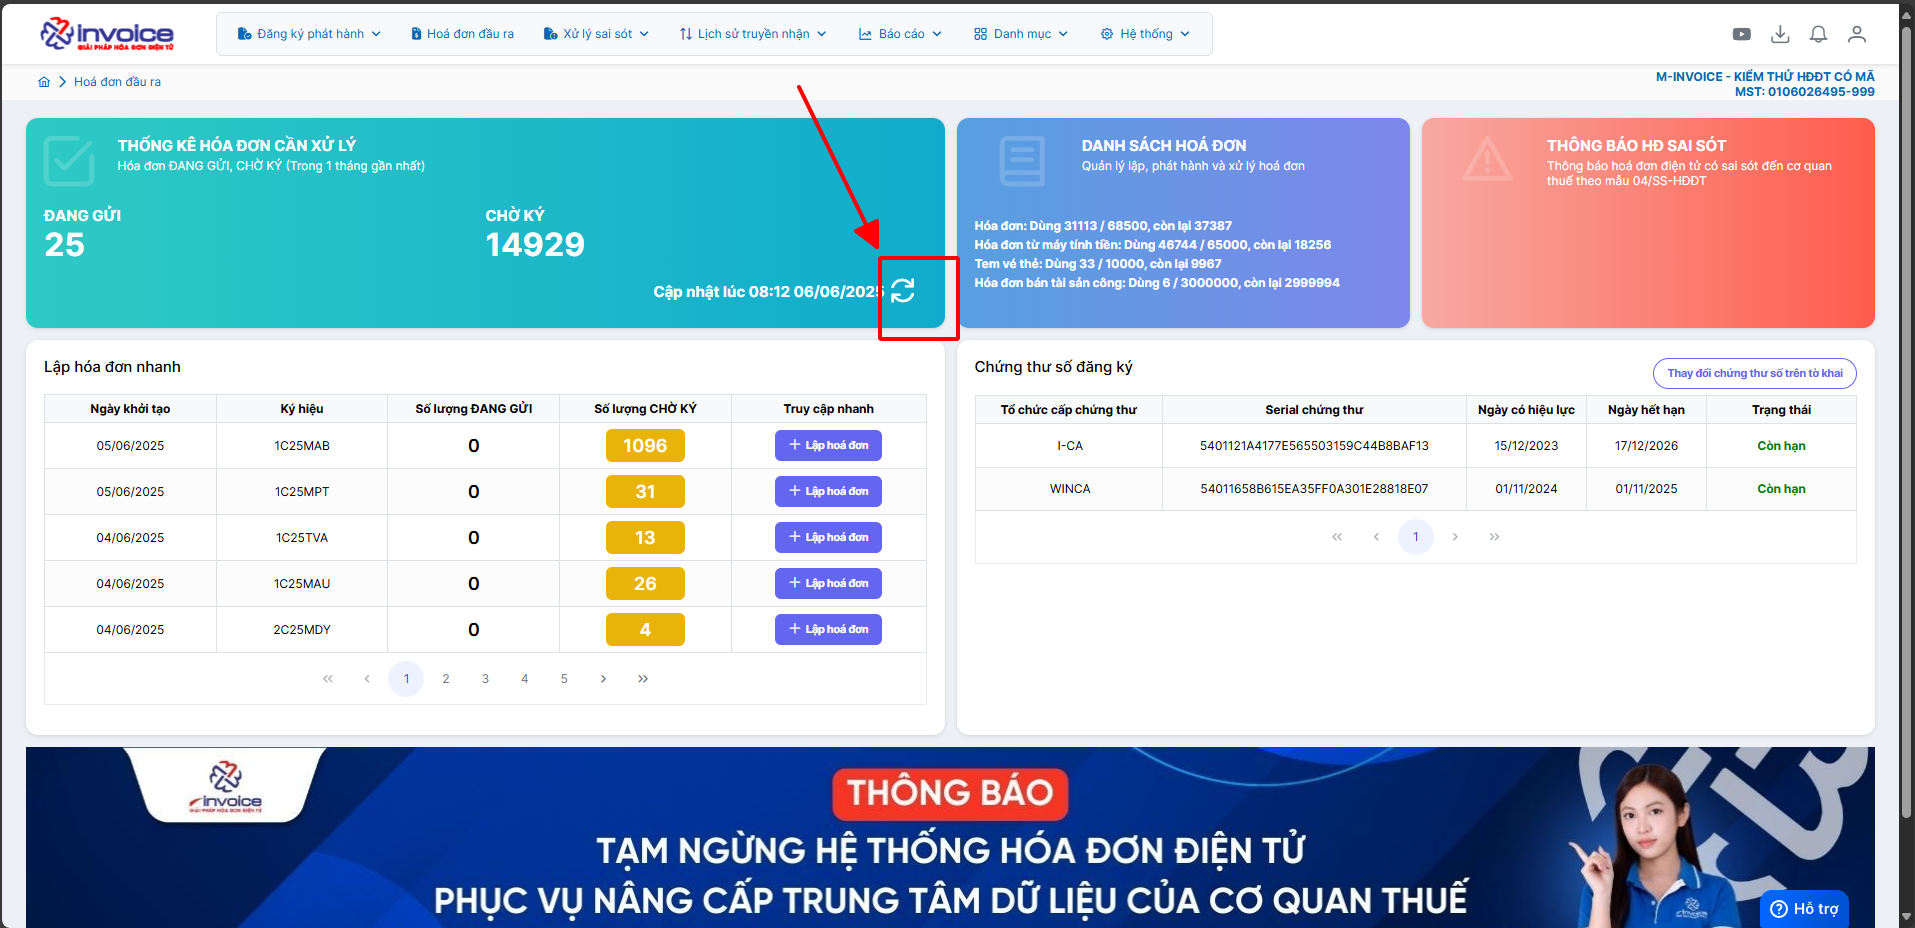 invoice
GIẢI PHÁP HÓA ĐƠN ĐIỆN TỬ
Đăng ký phát hành
Hoá đơn đầu ra
Xử lý sai sót
Lịch sử truyền nhận
Báo cáo
Danh mục
Hệ thống
Hoá đơn đầu ra
M-INVOICE - KIỂM THỬ HĐĐT CÓ MÃ
MST: 0106026495-999
THỐNG KÊ HÓA ĐƠN CẦN XỬ LÝ
Hóa đơn ĐANG GỬI, CHỜ KÝ (Trong 1 tháng gần nhất)
ĐANG GỬI
25
CHỜ KÝ
14929
Cập nhật lúc 08:12 06/06/2025
DANH SÁCH HOÁ ĐƠN
Quản lý lập, phát hành và xử lý hoá đơn
Hóa đơn: Dùng 31113 / 68500, còn lại 37387
Hóa đơn từ máy tính tiền: Dùng 46744 / 65000, còn lại 18256
Tem vé thẻ: Dùng 33 / 10000, còn lại 9967
Hóa đơn bán tài sản công: Dùng 6 / 3000000, còn lại 2999994
THÔNG BÁO HĐ SAI SÓT
Thông báo hoá đơn điện tử có sai sót đến cơ quan
thuế theo mẫu 04/SS-HĐĐT
Lập hóa đơn nhanh
Ngày khởi tạo Ký hiệu Số lượng ĐANG GỬI Số lượng CHỜ KÝ Truy cập nhanh
05/06/2025 1C25MAB 0 1096 + Lập hoá đơn
05/06/2025 1C25MPT 0 31 + Lập hoá đơn
04/06/2025 1C25TVA 0 13 + Lập hoá đơn
04/06/2025 1C25MAU 0 26 + Lập hoá đơn
04/06/2025 2C25MDY 0 4 + Lập hoá đơn
« ‹ 1 2 3 4 5 › »
Chứng thư số đăng ký
Thay đổi chứng thư số trên tờ khai
Tổ chức cấp chứng thư Serial chứng thư Ngày có hiệu lực Ngày hết hạn Trạng thái
I-CA 5401121A4177E565503159C44B8BAF13 15/12/2023 17/12/2026 Còn hạn
WINCA 54011658B615EA35FF0A301E28818E07 01/11/2024 01/11/2025 Còn hạn
« ‹ 1 › »
invoice
GIẢI PHÁP HÓA ĐƠN ĐIỆN TỬ
THÔNG BÁO
TẠM NGỪNG HỆ THỐNG HÓA ĐƠN ĐIỆN TỬ
PHỤC VỤ NÂNG CẤP TRUNG TÂM DỮ LIỆU CỦA CƠ QUAN THUẾ
invoice
Hỗ trợ